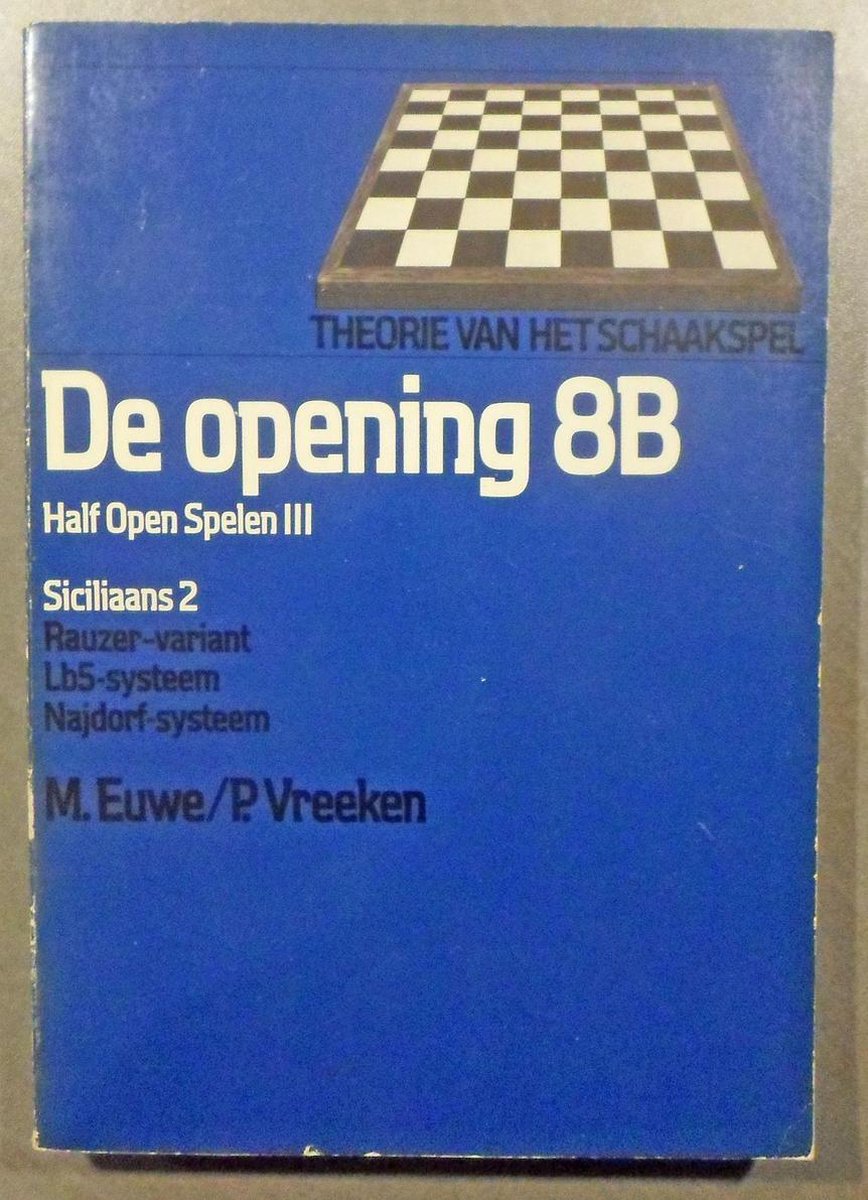 THEORIE VAN HET SCHAAKSPEL
De opening 8B
Half Open Spelen III
Siciliaans 2
Rauzer-variant
Lb5-systeem
Najdorf-systeem
M. Euwe/P. Vreeken